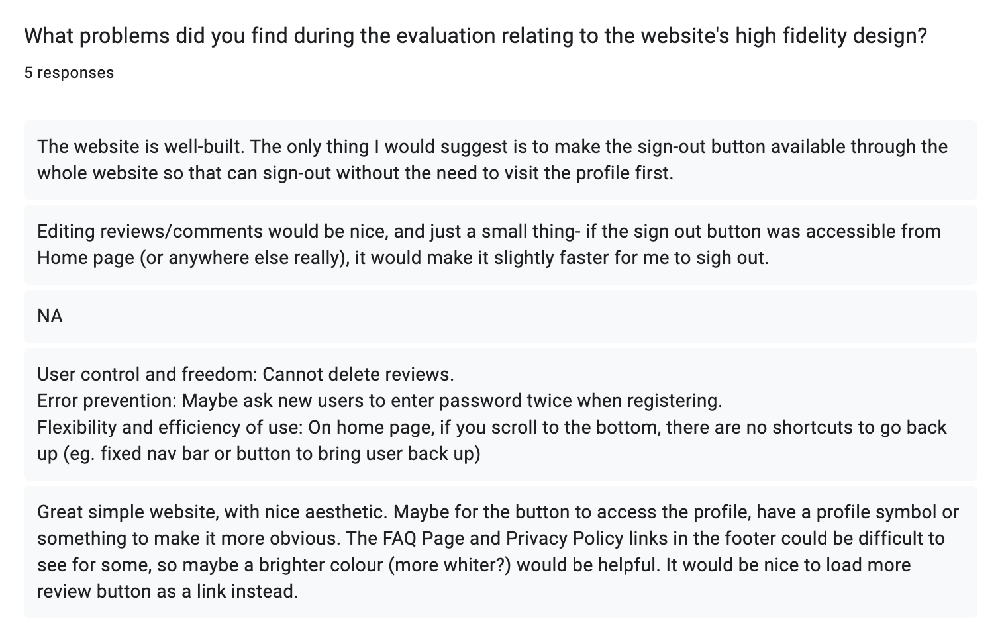 What problems did you find during the evaluation relating to the website's high fidelity design?
5 responses
The website is well-built. The only thing I would suggest is to make the sign-out button available through the
whole website so that can sign-out without the need to visit the profile first.
Editing reviews/comments would be nice, and just a small thing- if the sign out button was accessible from
Home page (or anywhere else really), it would make it slightly faster for me to sigh out.
NA
User control and freedom: Cannot delete reviews.
Error prevention: Maybe ask new users to enter password twice when registering.
Flexibility and efficiency of use: On home page, if you scroll to the bottom, there are no shortcuts to go back
up (eg. fixed nav bar or button to bring user back up)
Great simple website, with nice aesthetic. Maybe for the button to access the profile, have a profile symbol or
something to make it more obvious. The FAQ Page and Privacy Policy links in the footer could be difficult to
see for some, so maybe a brighter colour (more whiter?) would be helpful. It would be nice to load more
review button as a link instead.